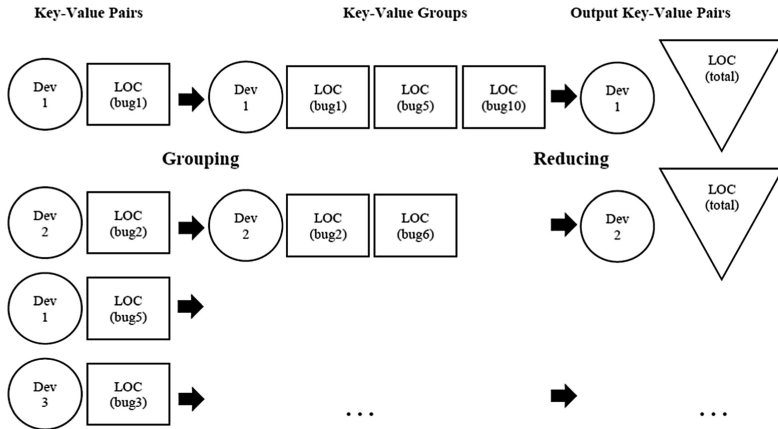 Key-Value Pairs
Key-Value Groups
Output Key-Value Pairs
Dev
1
LOC
(bug1)
Dev
1
LOC
(bug1)
LOC
(bug5)
LOC
(bug10)
Dev
1
LOC
(total)
Grouping
Reducing
Dev
2
LOC
(bug2)
Dev
2
LOC
(bug2)
LOC
(bug6)
Dev
2
LOC
(total)
Dev
1
LOC
(bug5)
Dev
3
LOC
(bug3)
...
...